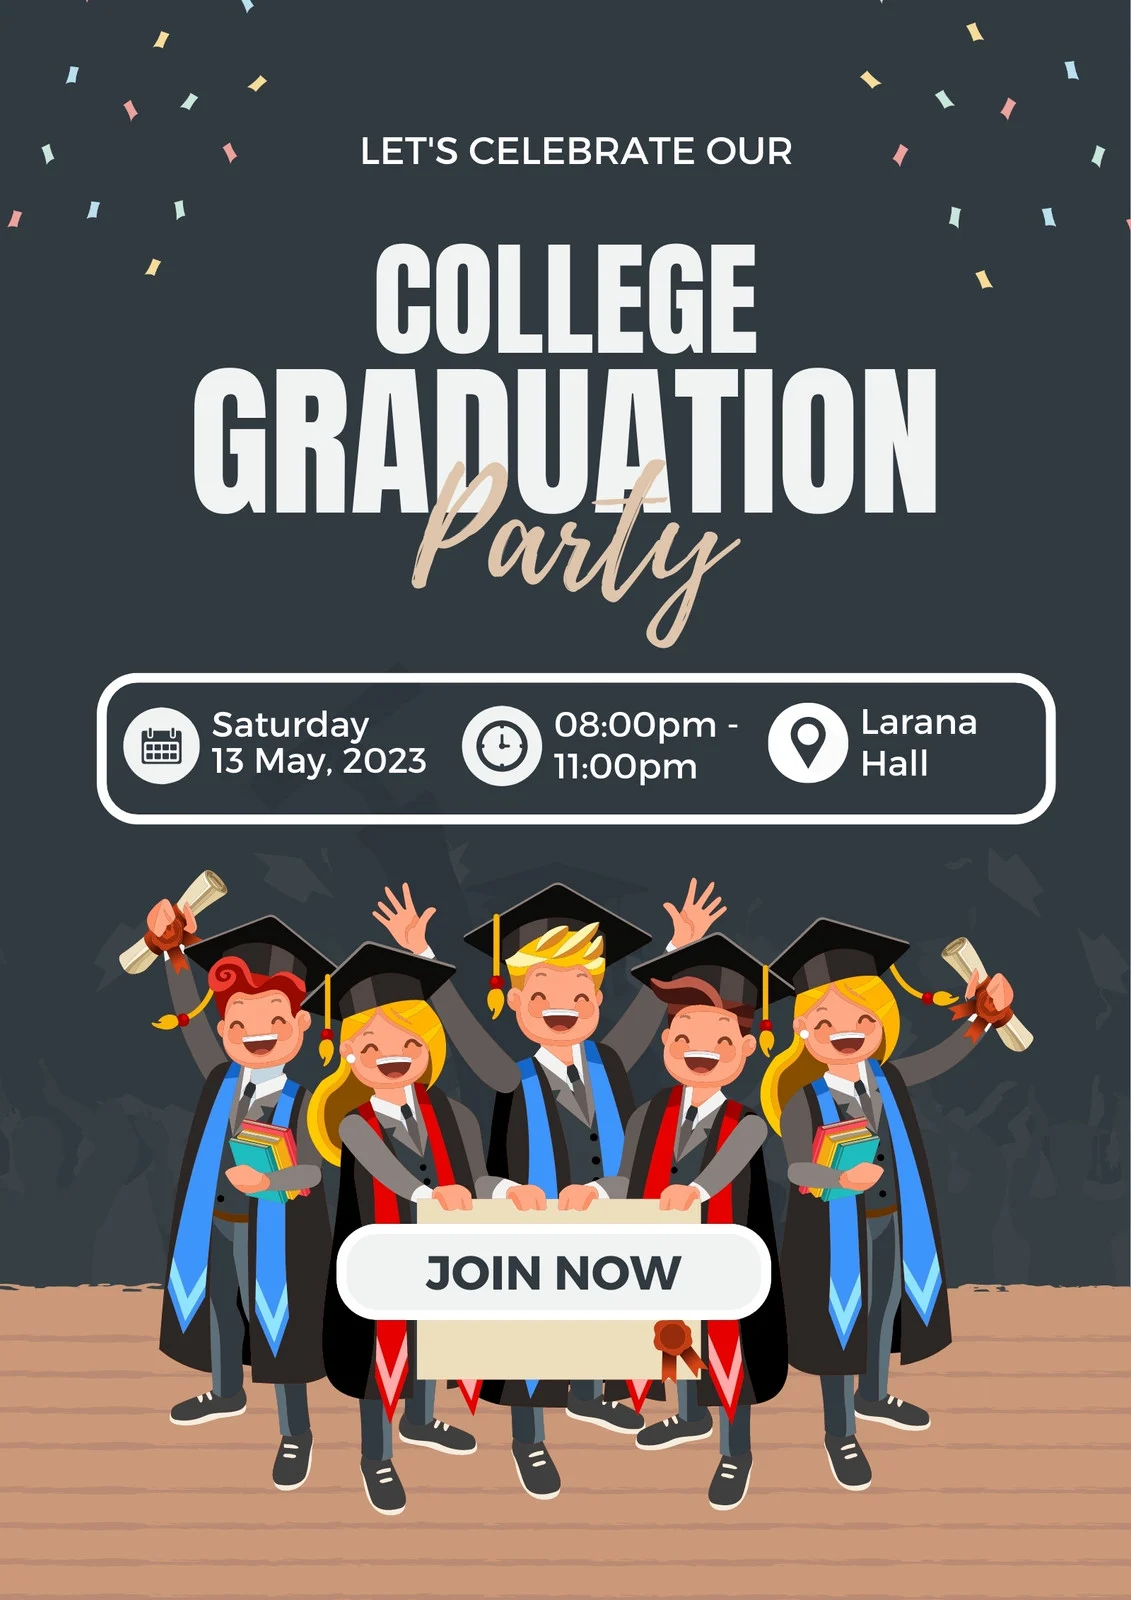 LET'S CELEBRATE OUR
COLLEGE
GRADUATION
Party
Saturday
13 May, 2023
08:00pm -
11:00pm
Larana
Hall
JOIN NOW